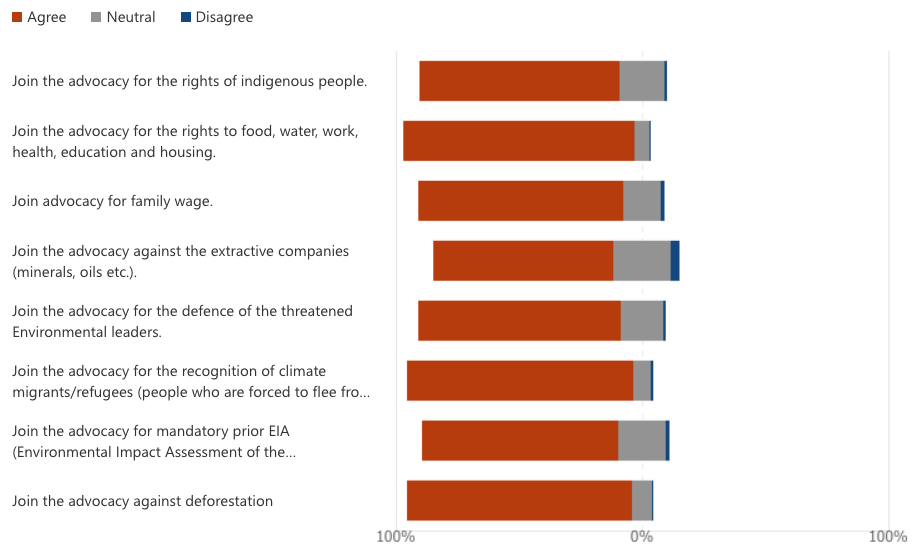 Agree Neutral Disagree
Join the advocacy for the rights of indigenous people.
Join the advocacy for the rights to food, water, work,
health, education and housing.
Join advocacy for family wage.
Join the advocacy against the extractive companies
(minerals, oils etc.).
Join the advocacy for the defence of the threatened
Environmental leaders.
Join the advocacy for the recognition of climate
migrants/refugees (people who are forced to flee fro...
Join the advocacy for mandatory prior EIA
(Environmental Impact Assessment of the...
Join the advocacy against deforestation
100% 0% 100%